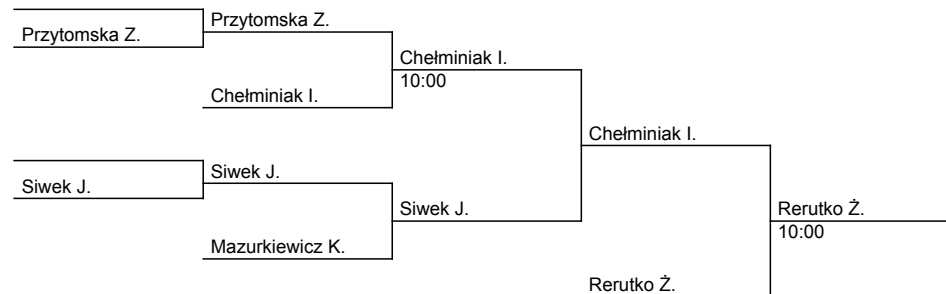 Przytomska Z.
Przytomska Z.
Chełminiak I.
10:00
Chełminiak I.
Chełminiak I.
Siwek J.
Siwek J.
Siwek J.
Rerutko Ż.
10:00
Mazurkiewicz K.
Rerutko Ż.